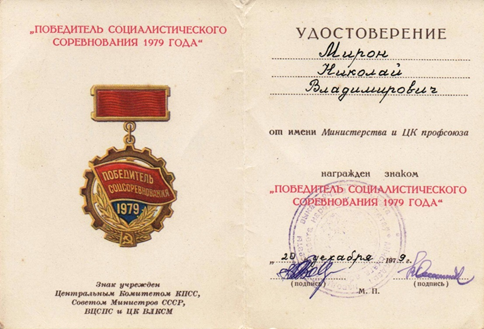 „ПОБЕДИТЕЛЬ СОЦИАЛИСТИЧЕСКОГО
СОРЕВНОВАНИЯ 1979 ГОДА“
ПОБЕДИТЕЛЬ
СОЦСОРЕВНОВАНИЯ
1979
Знак учрежден
Центральным Комитетом КПСС,
Советом Министров СССР,
ВЦСПС и ЦК ВЛКСМ
УДОСТОВЕРЕНИЕ
Мирон
Николай
Владимирович
от имени Министерства и ЦК профсоюза
награжден знаком
„ПОБЕДИТЕЛЬ СОЦИАЛИСТИЧЕСКОГО
СОРЕВНОВАНИЯ 1979 ГОДА“
декабря 1979.
(подпись) (подпись)
М. П.